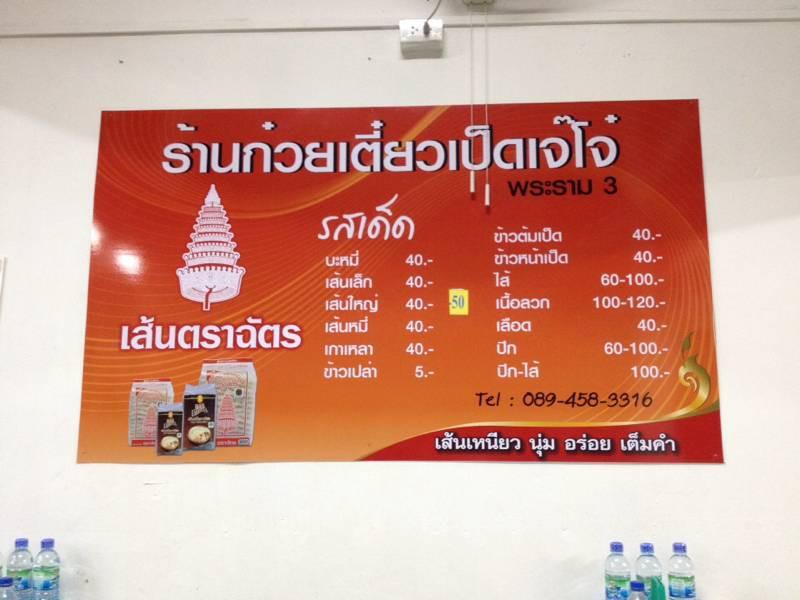 ร้านก๋วยเตี๋ยวเป็ดเจ๊โจ๋
พระราม 3
รสเด็ด
บะหมี่ 40.-
เส้นเล็ก 40.-
เส้นใหญ่ 40.-
-50
เส้นหมี่ 40.-
เกาเหลา 40.-
ข้าวเปล่า 5.-
ข้าวต้มเป็ด 40.-
ข้าวหน้าเป็ด 40.-
ไส้ 60-100.-
เนื้อลวก 100-120.-
เลือด 40.-
ปีก 60-100.-
ปีก-ไส้ 100.-
เส้นตราฉัตร
Tel : 089-458-3316
เส้นเหนียว นุ่ม อร่อย เต็มคำ